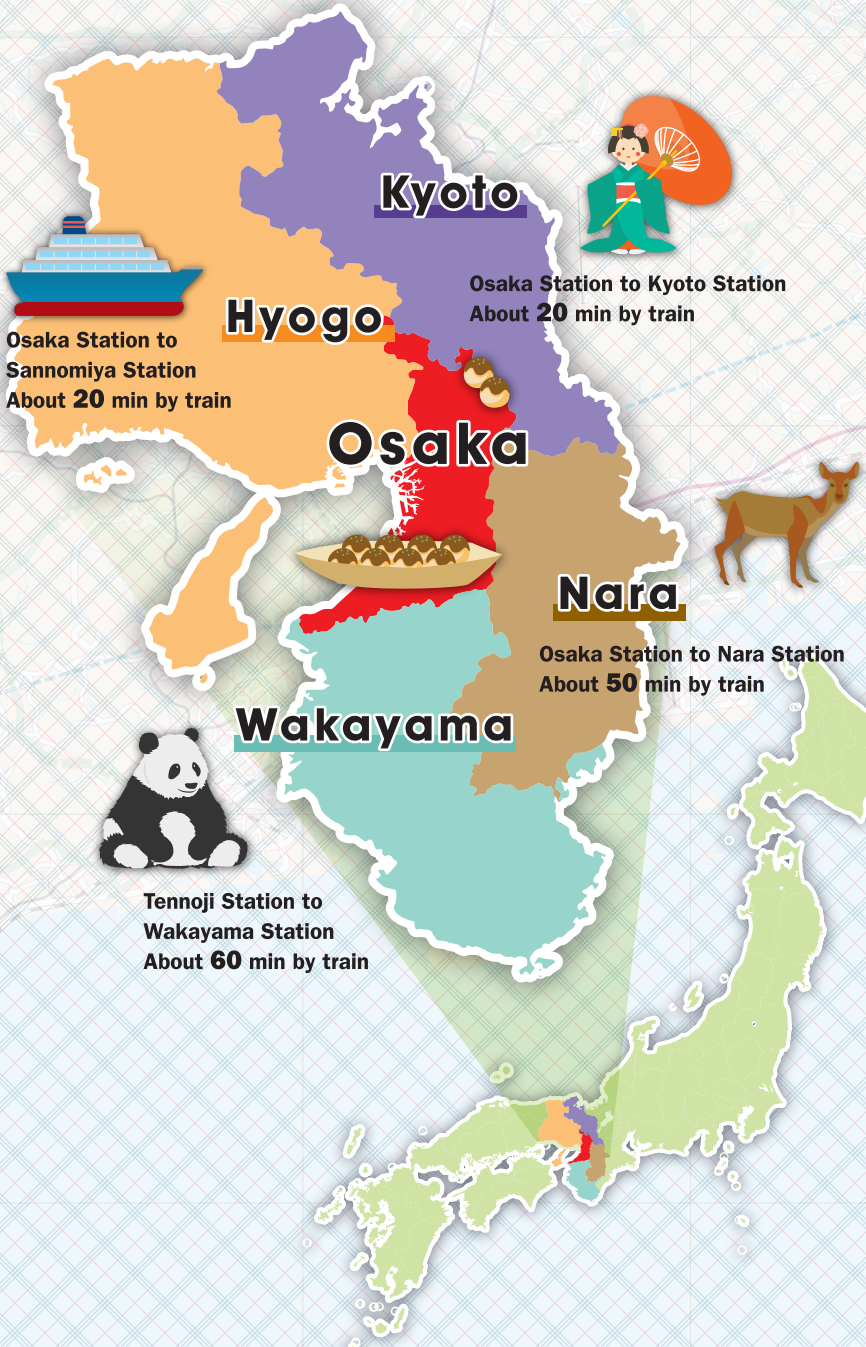 Kyoto
Osaka Station to Kyoto Station
About 20 min by train
Hyogo
Osaka Station to
Sannomiya Station
About 20 min by train
Osaka
Nara
Osaka Station to Nara Station
About 50 min by train
Wakayama
Tennoji Station to
Wakayama Station
About 60 min by train